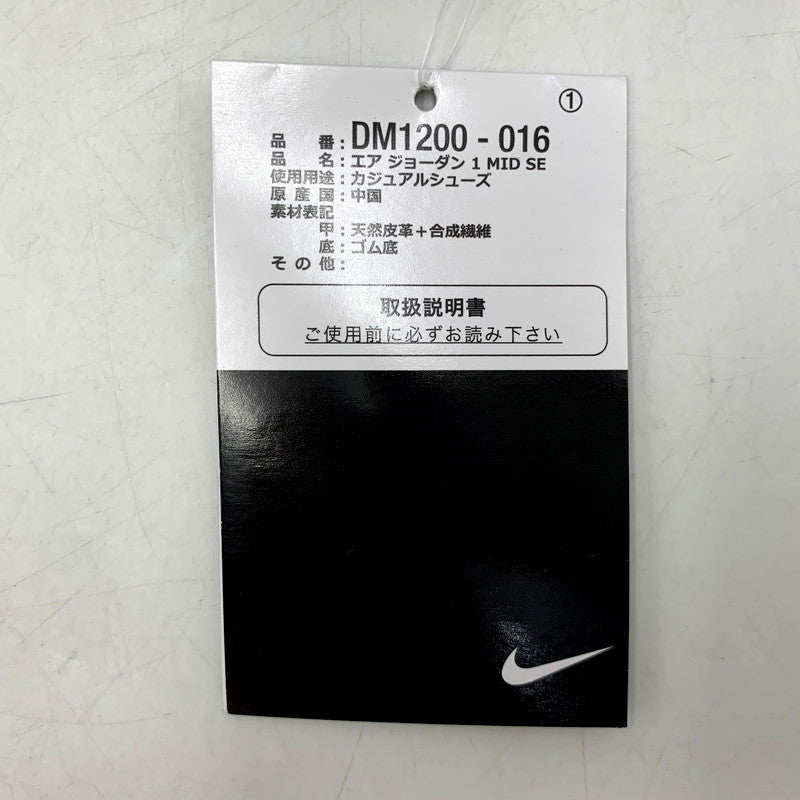 ①
品 番：DM1200 - 016
品 名：エア ジョーダン 1 MID SE
使用用途：カジュアルシューズ
原 産 国：中国
素材表記
甲：天然皮革＋合成繊維
底：ゴム底
そ の 他：
取扱説明書
ご使用前に必ずお読み下さい